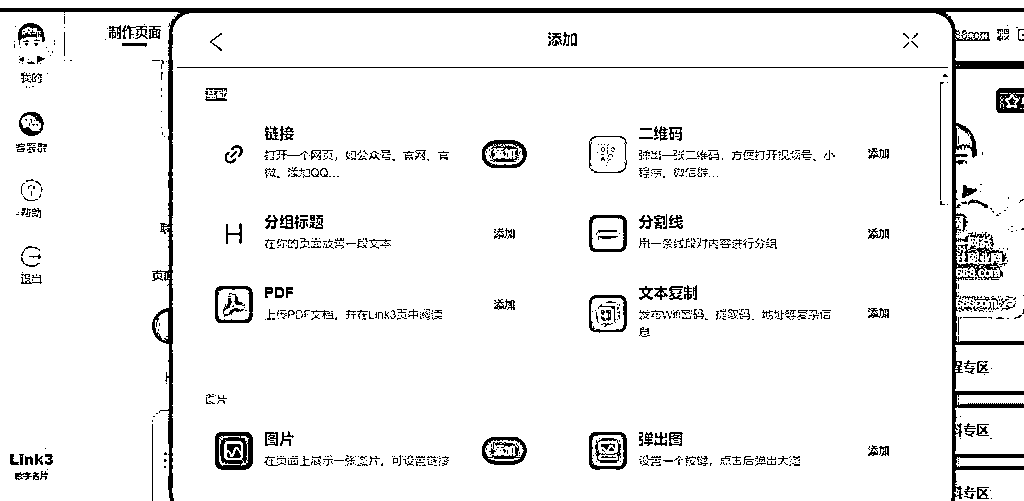 制作页面
添加
我的
基础
链接
打开一个网页，如公众号、官网、官
微、添加QQ...
添加
二维码
弹出一张二维码，方便打开视频号、小
程序、微信群...
添加
客服群
帮助
分组标题
在你的页面放置一段文本
添加
分割线
用一条线段对内容进行分组
添加
退出
PDF
上传PDF文档，并在Link3页中阅读
添加
文本复制
发布Wifi密码、提取码、地址等复杂信
息
添加
图片
图片
在页面上展示一张图片，可设置链接
添加
弹出图
设置一个按钮，点击后弹出大图
添加
Link3
数字名片
专区
专区
专区